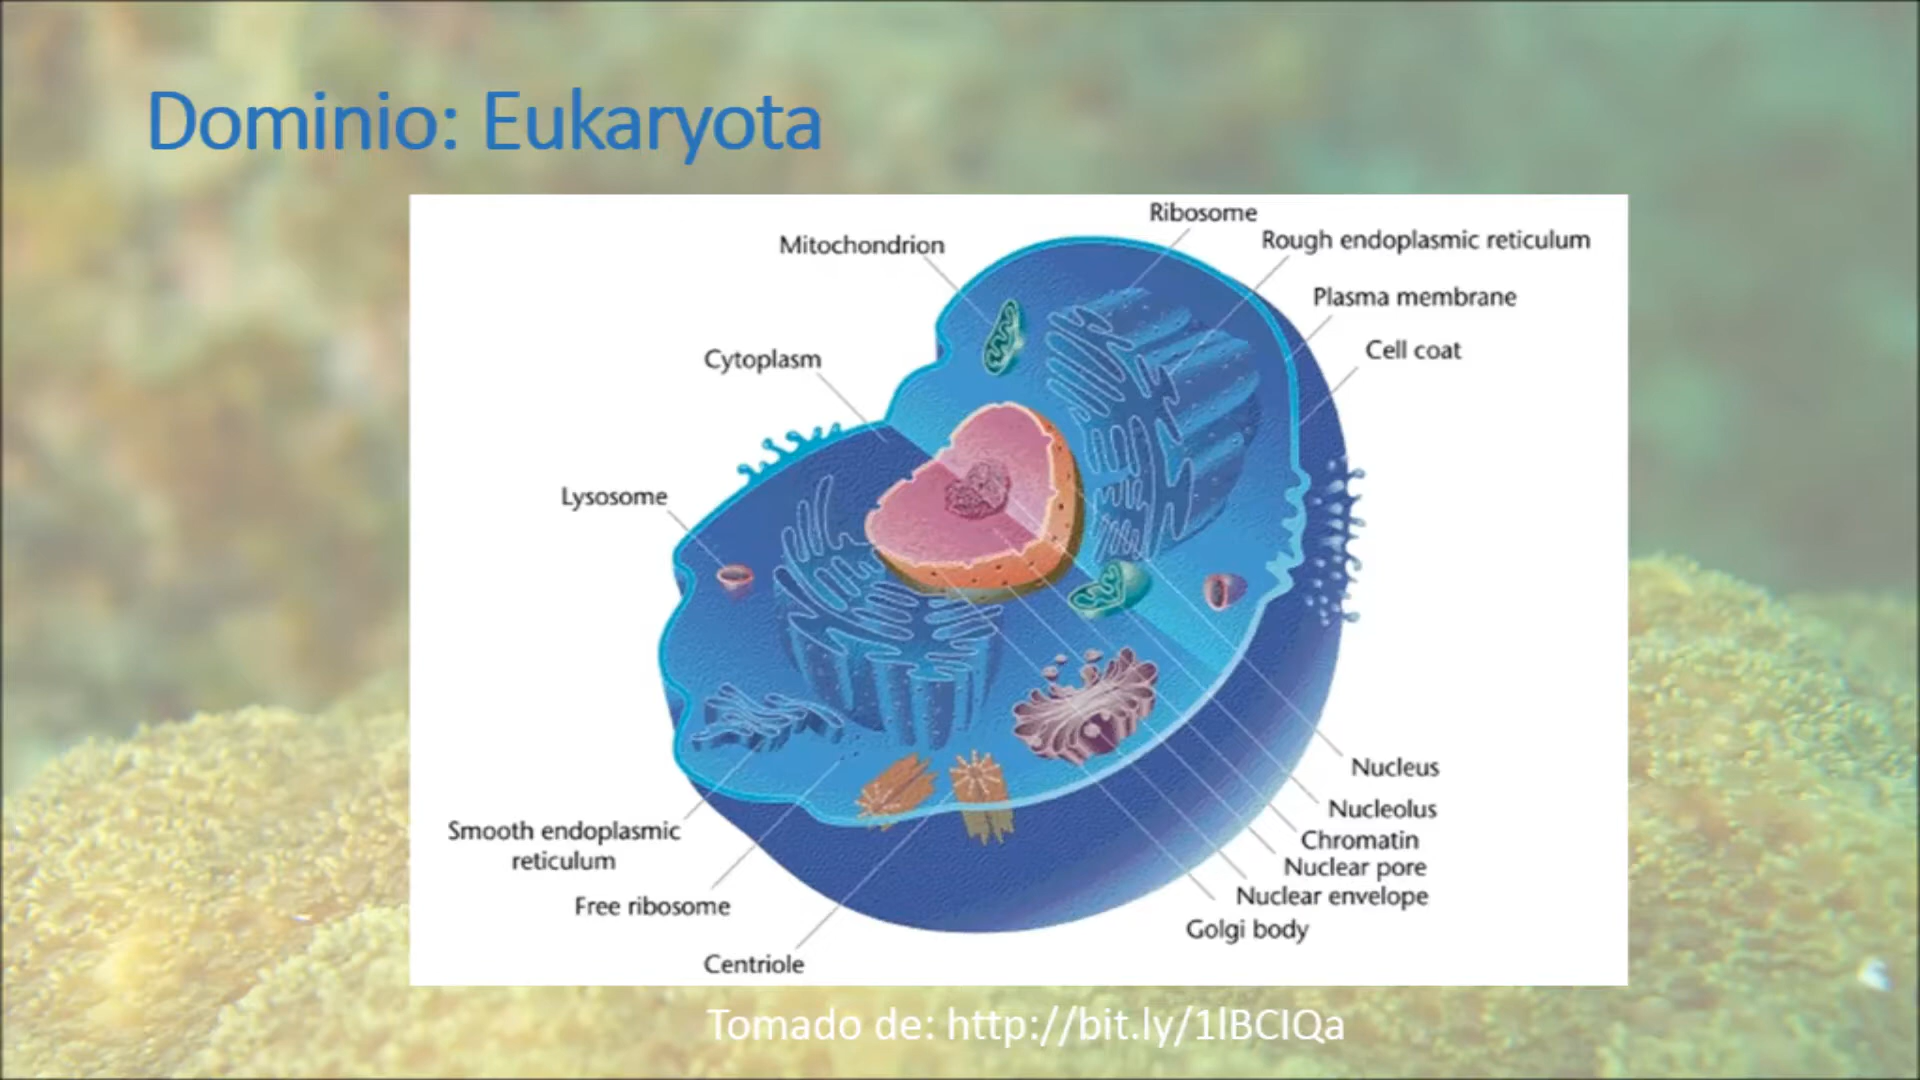 Dominio: Eukaryota
Ribosome
Mitochondrion
Rough endoplasmic reticulum
Plasma membrane
Cell coat
Cytoplasm
Lysosome
Nucleus
Nucleolus
Smooth endoplasmic
reticulum
Chromatin
Nuclear pore
Nuclear envelope
Free ribosome
Golgi body
Centriole
Tomado de: http://bit.ly/1lBCIQa